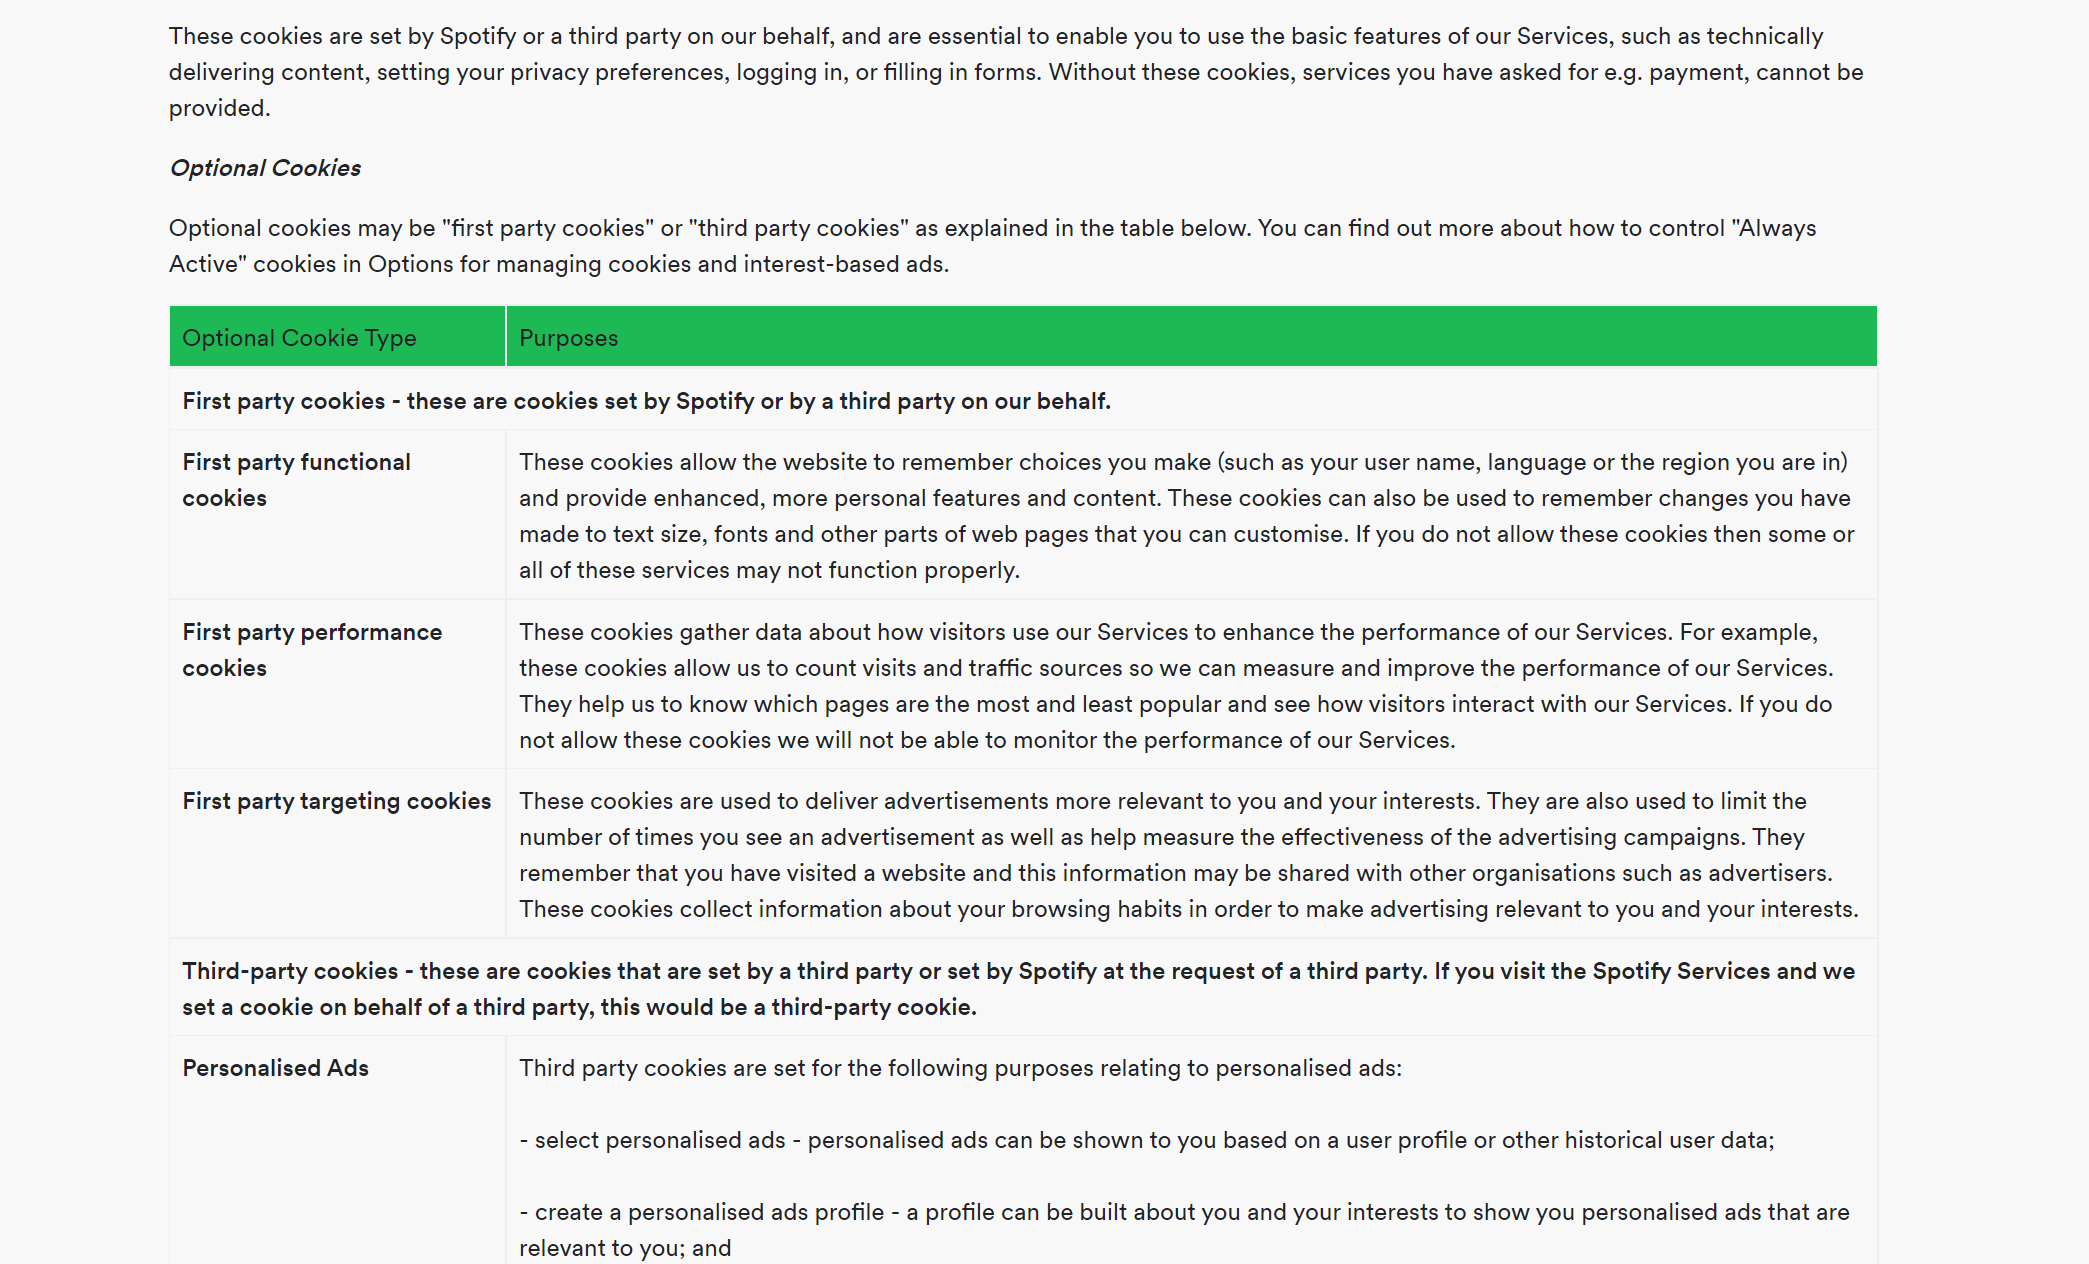 These cookies are set by Spotify or a third party on our behalf, and are essential to enable you to use the basic features of our Services, such as technically
delivering content, setting your privacy preferences, logging in, or filling in forms. Without these cookies, services you have asked for e.g. payment, cannot be
provided.
Optional Cookies
Optional cookies may be "first party cookies" or "third party cookies" as explained in the table below. You can find out more about how to control "Always
Active" cookies in Options for managing cookies and interest-based ads.
Optional Cookie Type
Purposes
First party cookies - these are cookies set by Spotify or by a third party on our behalf.
First party functional
cookies
These cookies allow the website to remember choices you make (such as your user name, language or the region you are in)
and provide enhanced, more personal features and content. These cookies can also be used to remember changes you have
made to text size, fonts and other parts of web pages that you can customise. If you do not allow these cookies then some or
all of these services may not function properly.
First party performance
cookies
These cookies gather data about how visitors use our Services to enhance the performance of our Services. For example,
these cookies allow us to count visits and traffic sources so we can measure and improve the performance of our Services.
They help us to know which pages are the most and least popular and see how visitors interact with our Services. If you do
not allow these cookies we will not be able to monitor the performance of our Services.
First party targeting cookies
These cookies are used to deliver advertisements more relevant to you and your interests. They are also used to limit the
number of times you see an advertisement as well as help measure the effectiveness of the advertising campaigns. They
remember that you have visited a website and this information may be shared with other organisations such as advertisers.
These cookies collect information about your browsing habits in order to make advertising relevant to you and your interests.
Third-party cookies - these are cookies that are set by a third party or set by Spotify at the request of a third party. If you visit the Spotify Services and we
set a cookie on behalf of a third party, this would be a third-party cookie.
Personalised Ads
Third party cookies are set for the following purposes relating to personalised ads:
- select personalised ads - personalised ads can be shown to you based on a user profile or other historical user data;
- create a personalised ads profile - a profile can be built about you and your interests to show you personalised ads that are
relevant to you; and